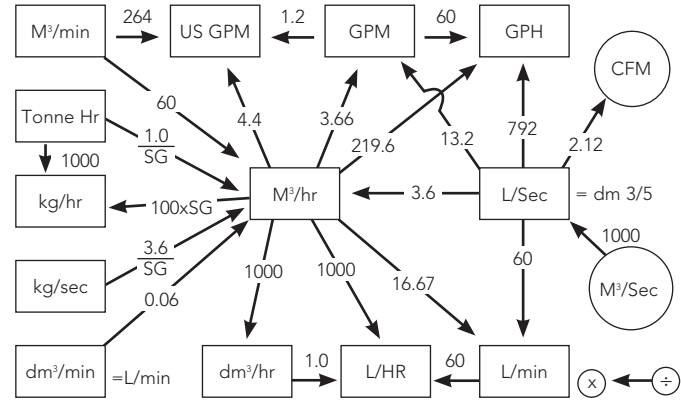 M³/min
264
US GPM
1.2
GPM
60
GPH
CFM
60
4.4
3.66
219.6
13.2
792
2.12
Tonne Hr
1.0
SG
1000
kg/hr
100xSG
M³/hr
3.6
L/Sec
= dm 3/5
1000
M³/Sec
kg/sec
3.6
SG
0.06
1000
1000
16.67
60
dm³/min
=L/min
dm³/hr
1.0
L/HR
60
L/min
x
÷